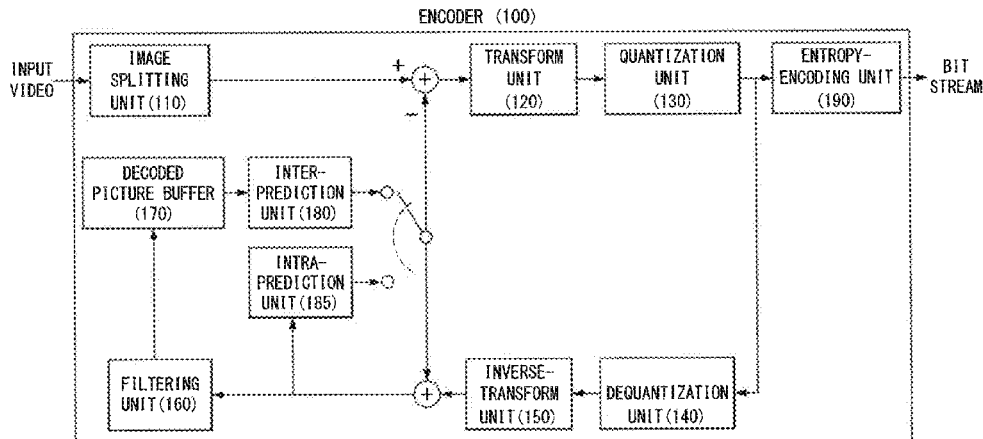 ENCODER (100)
INPUT
VIDEO
IMAGE
SPLITTING
UNIT(110)
+
+
−
TRANSFORM
UNIT
(120)
QUANTIZATION
UNIT
(130)
ENTROPY-
ENCODING UNIT
(190)
BIT
STREAM
DECODED
PICTURE BUFFER
(170)
INTER-
PREDICTION
UNIT(180)
INTRA-
PREDICTION
UNIT(185)
FILTERING
UNIT(160)
+
INVERSE-
TRANSFORM
UNIT(150)
DEQUANTIZATION
UNIT(140)